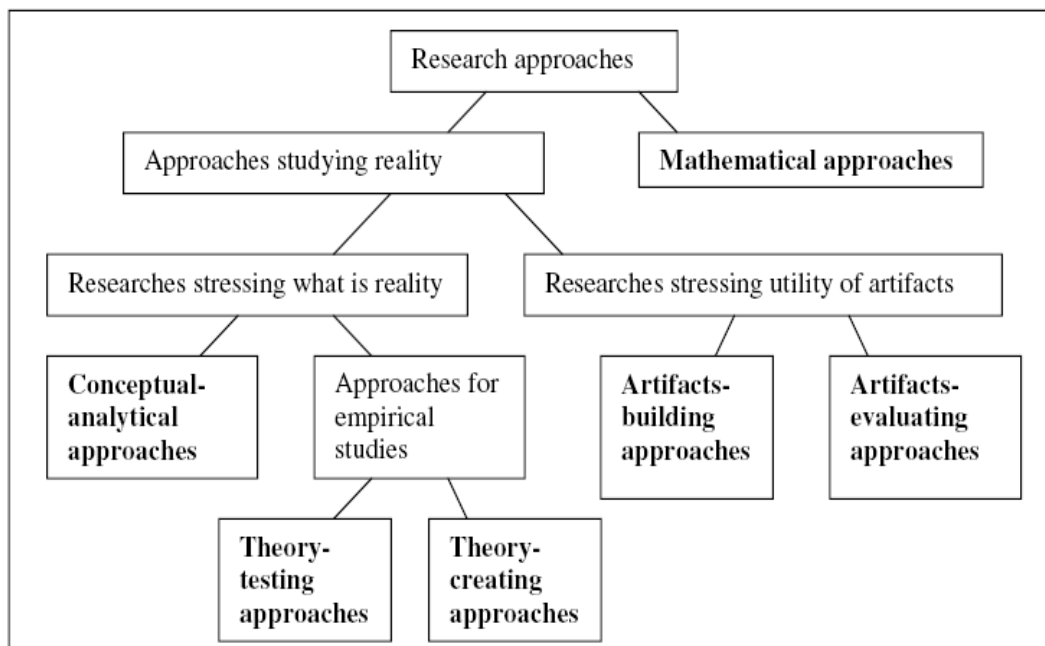 Research approaches
Approaches studying reality
Mathematical approaches
Researches stressing what is reality
Researches stressing utility of artifacts
Conceptual-
analytical
approaches
Approaches for
empirical
studies
Artifacts-
building
approaches
Artifacts-
evaluating
approaches
Theory-
testing
approaches
Theory-
creating
approaches